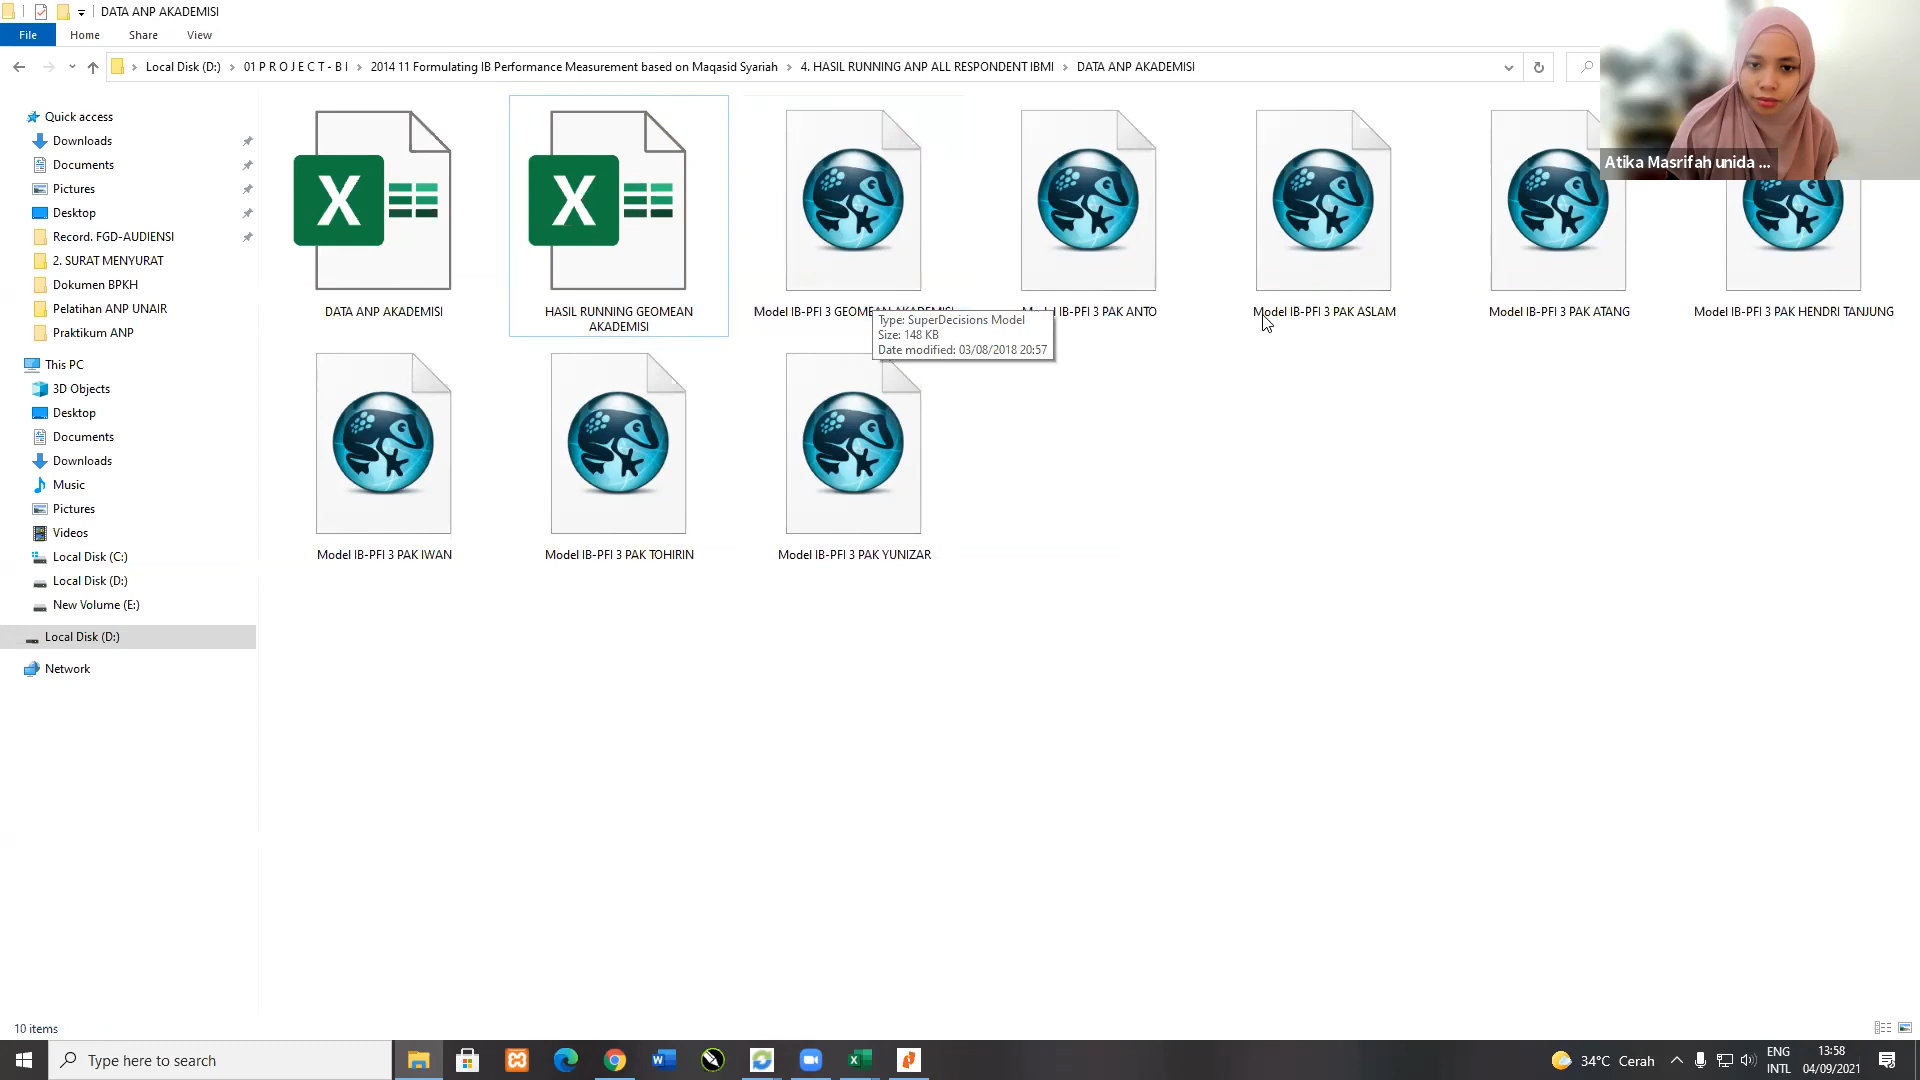 DATA ANP AKADEMISI
File Home Share View
Local Disk (D:) 01 P R O J E C T - B I 2014 11 Formulating IB Performance Measurement based on Maqasid Syariah 4. HASIL RUNNING ANP ALL RESPONDENT IBMI DATA ANP AKADEMISI
Atika Masrifah unida ...
Quick access
Downloads
Documents
Pictures
Desktop
Record. FGD-AUDIENSI
2. SURAT MENYURAT
Dokumen BPKH
Pelatihan ANP UNAIR
Praktikum ANP
This PC
3D Objects
Desktop
Documents
Downloads
Music
Pictures
Videos
Local Disk (C:)
Local Disk (D:)
New Volume (E:)
Local Disk (D:)
Network
DATA ANP AKADEMISI
HASIL RUNNING GEOMEAN
AKADEMISI
Model IB-PFI 3 GEOMEAN AKADEMISI
IB-PFI 3 PAK ANTO
Model IB-PFI 3 PAK ASLAM
Model IB-PFI 3 PAK ATANG
Model IB-PFI 3 PAK HENDRI TANJUNG
Type: SuperDecisions Model
Size: 148 KB
Date modified: 03/08/2018 20:57
Model IB-PFI 3 PAK IWAN
Model IB-PFI 3 PAK TOHIRIN
Model IB-PFI 3 PAK YUNIZAR
10 items
Type here to search
34°C Cerah
ENG
INTL
13:58
04/09/2021